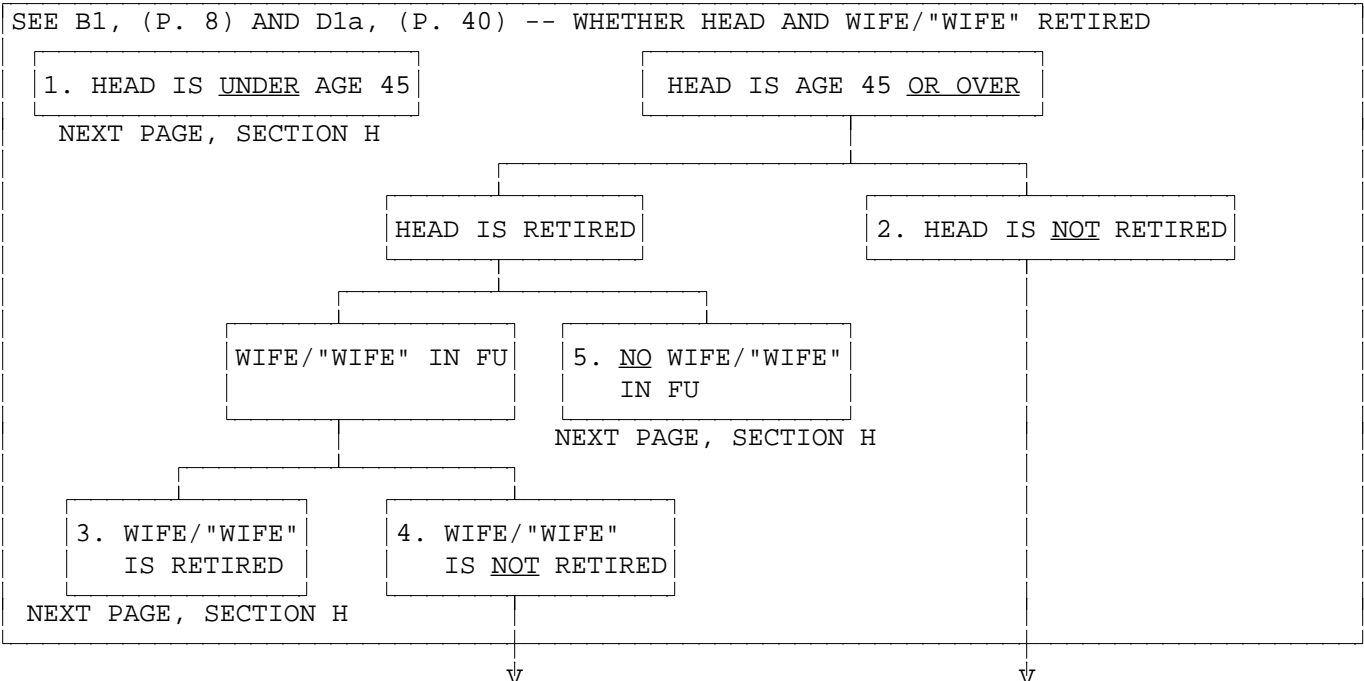 SEE B1, (P. 8) AND D1a, (P. 40) -- WHETHER HEAD AND WIFE/"WIFE" RETIRED
1. HEAD IS UNDER AGE 45
HEAD IS AGE 45 OR OVER
NEXT PAGE, SECTION H
HEAD IS RETIRED
2. HEAD IS NOT RETIRED
WIFE/"WIFE" IN FU
5. NO WIFE/"WIFE"
IN FU
NEXT PAGE, SECTION H
3. WIFE/"WIFE"
IS RETIRED
4. WIFE/"WIFE"
IS NOT RETIRED
NEXT PAGE, SECTION H